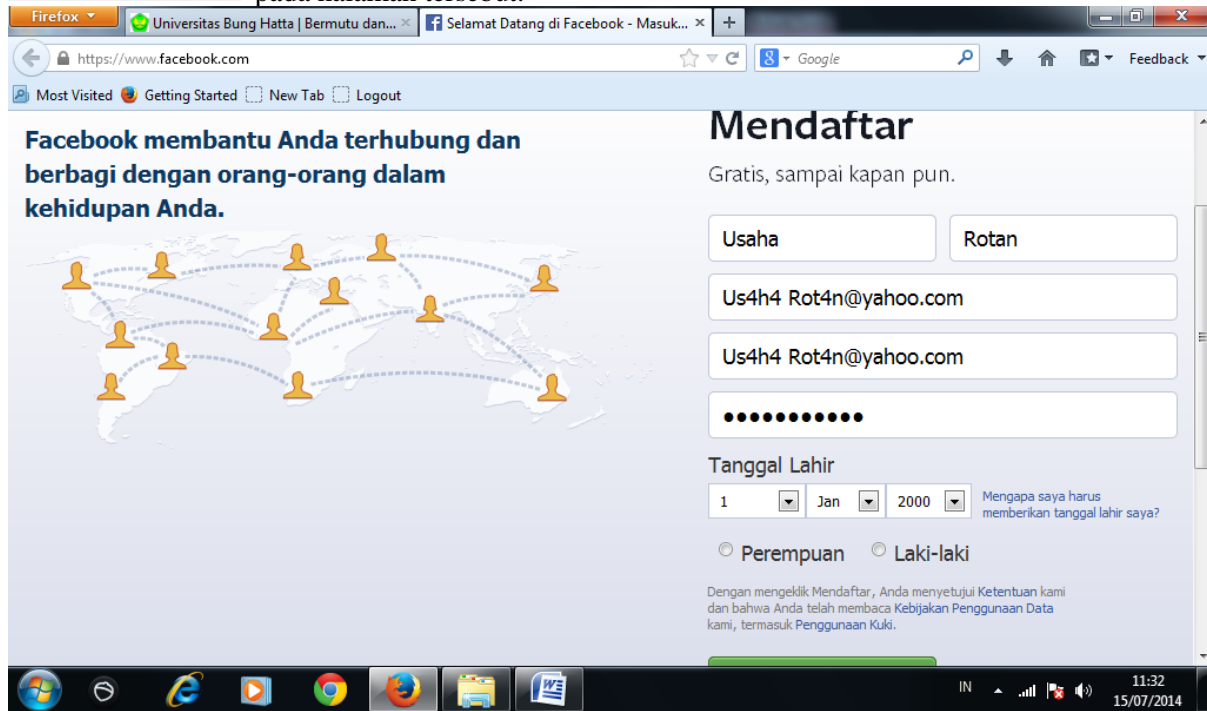 pada halaman tersebut.
Firefox
Universitas Bung Hatta | Bermutu dan...
Selamat Datang di Facebook - Masuk...
https://www.facebook.com
Google
Feedback
Most Visited
Getting Started
New Tab
Logout
Facebook membantu Anda terhubung dan
berbagi dengan orang-orang dalam
kehidupan Anda.
Mendaftar
Gratis, sampai kapan pun.
Usaha
Rotan
Us4h4 Rot4n@yahoo.com
Us4h4 Rot4n@yahoo.com
Tanggal Lahir
1 Jan 2000
Mengapa saya harus
memberikan tanggal lahir saya?
Perempuan Laki-laki
Dengan mengeklik Mendaftar, Anda menyetujui Ketentuan kami
dan bahwa Anda telah membaca Kebijakan Penggunaan Data
kami, termasuk Penggunaan Kuki.
IN
11:32
15/07/2014